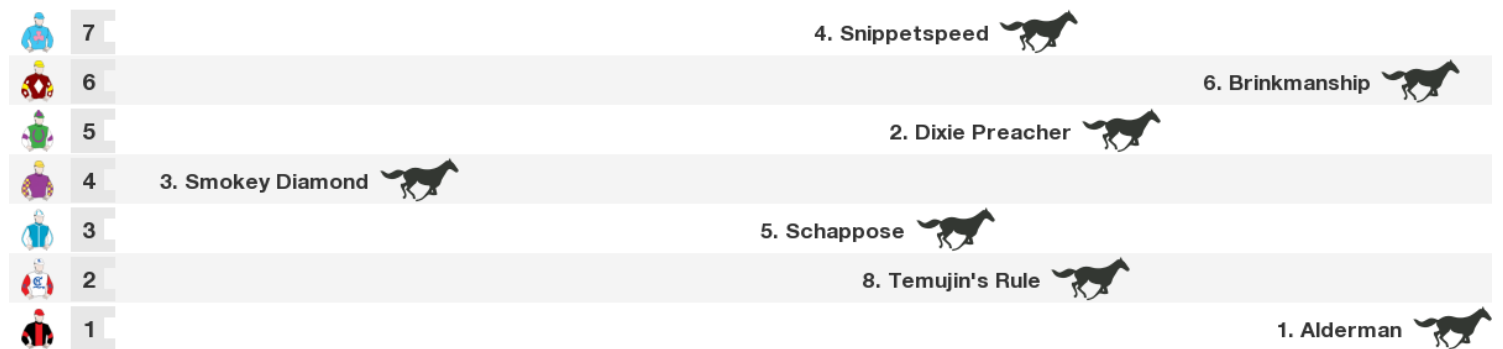 7 4. Snippetspeed
6 6. Brinkmanship
5 2. Dixie Preacher
4 3. Smokey Diamond
3 5. Schappose
2 8. Temujin's Rule
1 1. Alderman